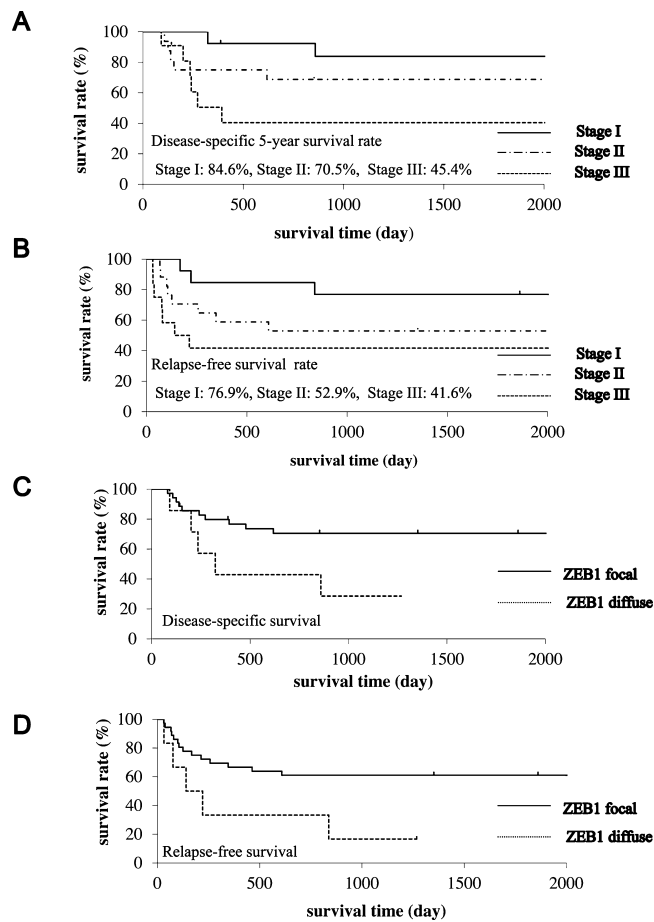 A
survival rate (%)
100
80
60
40
20
0
Disease-specific 5-year survival rate
Stage I: 84.6%, Stage II: 70.5%, Stage III: 45.4%
Stage I
Stage II
Stage III
0 500 1000 1500 2000
survival time (day)
B
survival rate (%)
100
80
60
40
20
0
Relapse-free survival rate
Stage I: 76.9%, Stage II: 52.9%, Stage III: 41.6%
Stage I
Stage II
Stage III
0 500 1000 1500 2000
survival time (day)
C
survival rate (%)
100
80
60
40
20
0
Disease-specific survival
ZEB1 focal
ZEB1 diffuse
0 500 1000 1500 2000
survival time (day)
D
survival rate (%)
100
80
60
40
20
0
Relapse-free survival
ZEB1 focal
ZEB1 diffuse
0 500 1000 1500 2000
survival time (day)